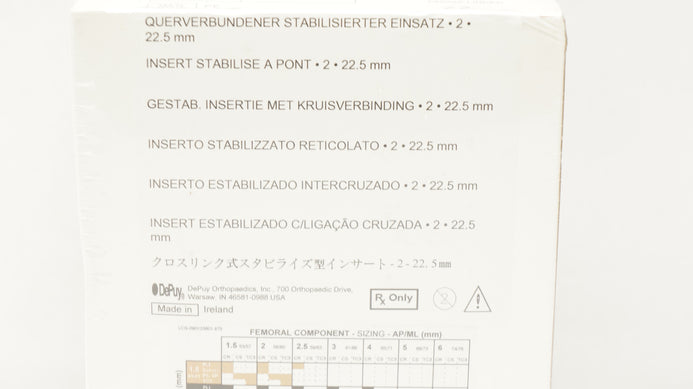 QUERVERBUNDENER STABILISIERTER EINSATZ • 2 •
22.5 mm
INSERT STABILISE A PONT • 2 • 22.5 mm
GESTAB. INSERTIE MET KRUISVERBINDING • 2 • 22.5 mm
INSERTO STABILIZZATO RETICOLATO • 2 • 22.5 mm
INSERTO ESTABILIZADO INTERCRUZADO • 2 • 22.5 mm
INSERT ESTABILIZADO C/LIGAÇÃO CRUZADA • 2 • 22.5
mm
クロスリンク式スタビライズ型インサート - 2 - 22. 5 mm
DePuy
DePuy Orthopaedics, Inc., 700 Orthopaedic Drive,
Warsaw, IN 46581-0988 USA
Rx Only
Made in Ireland
FEMORAL COMPONENT - SIZING - AP/ML (mm)
1.5 2 2.5 3 4 5 6
(mm)